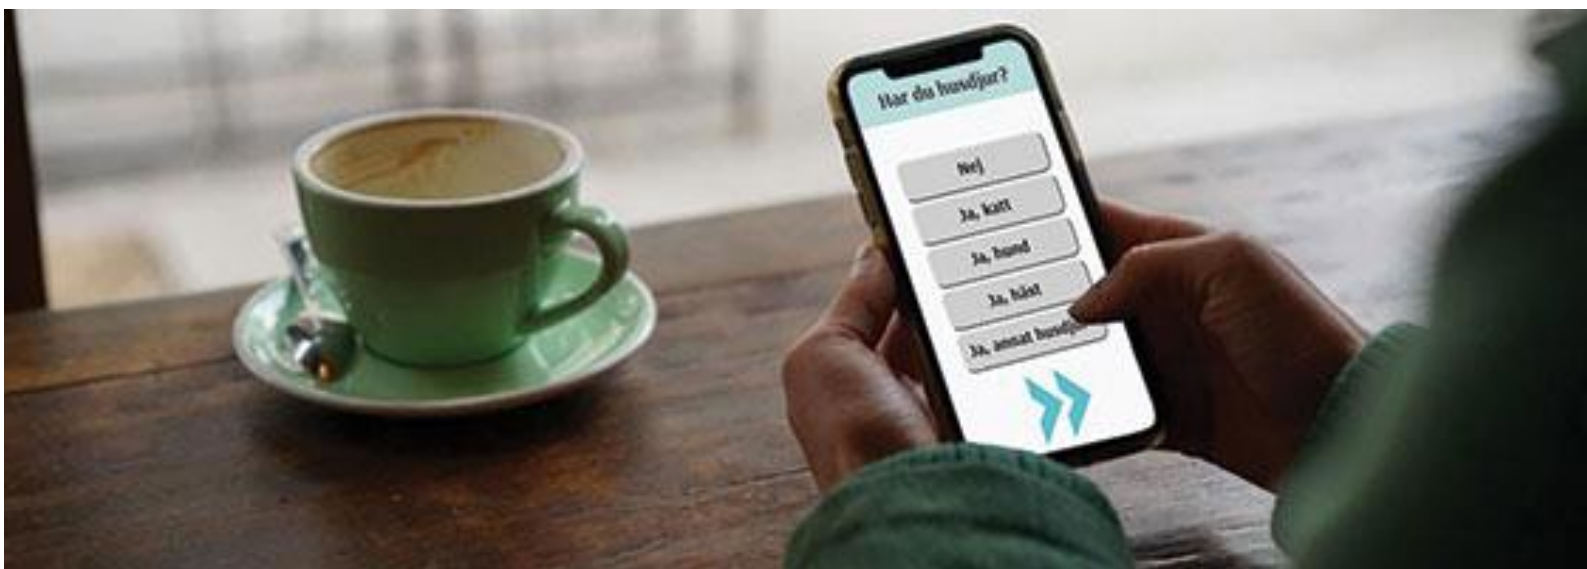 Har du husdjur?
Nej
Ja, katt
Ja, hund
Ja, häst
Ja, annat